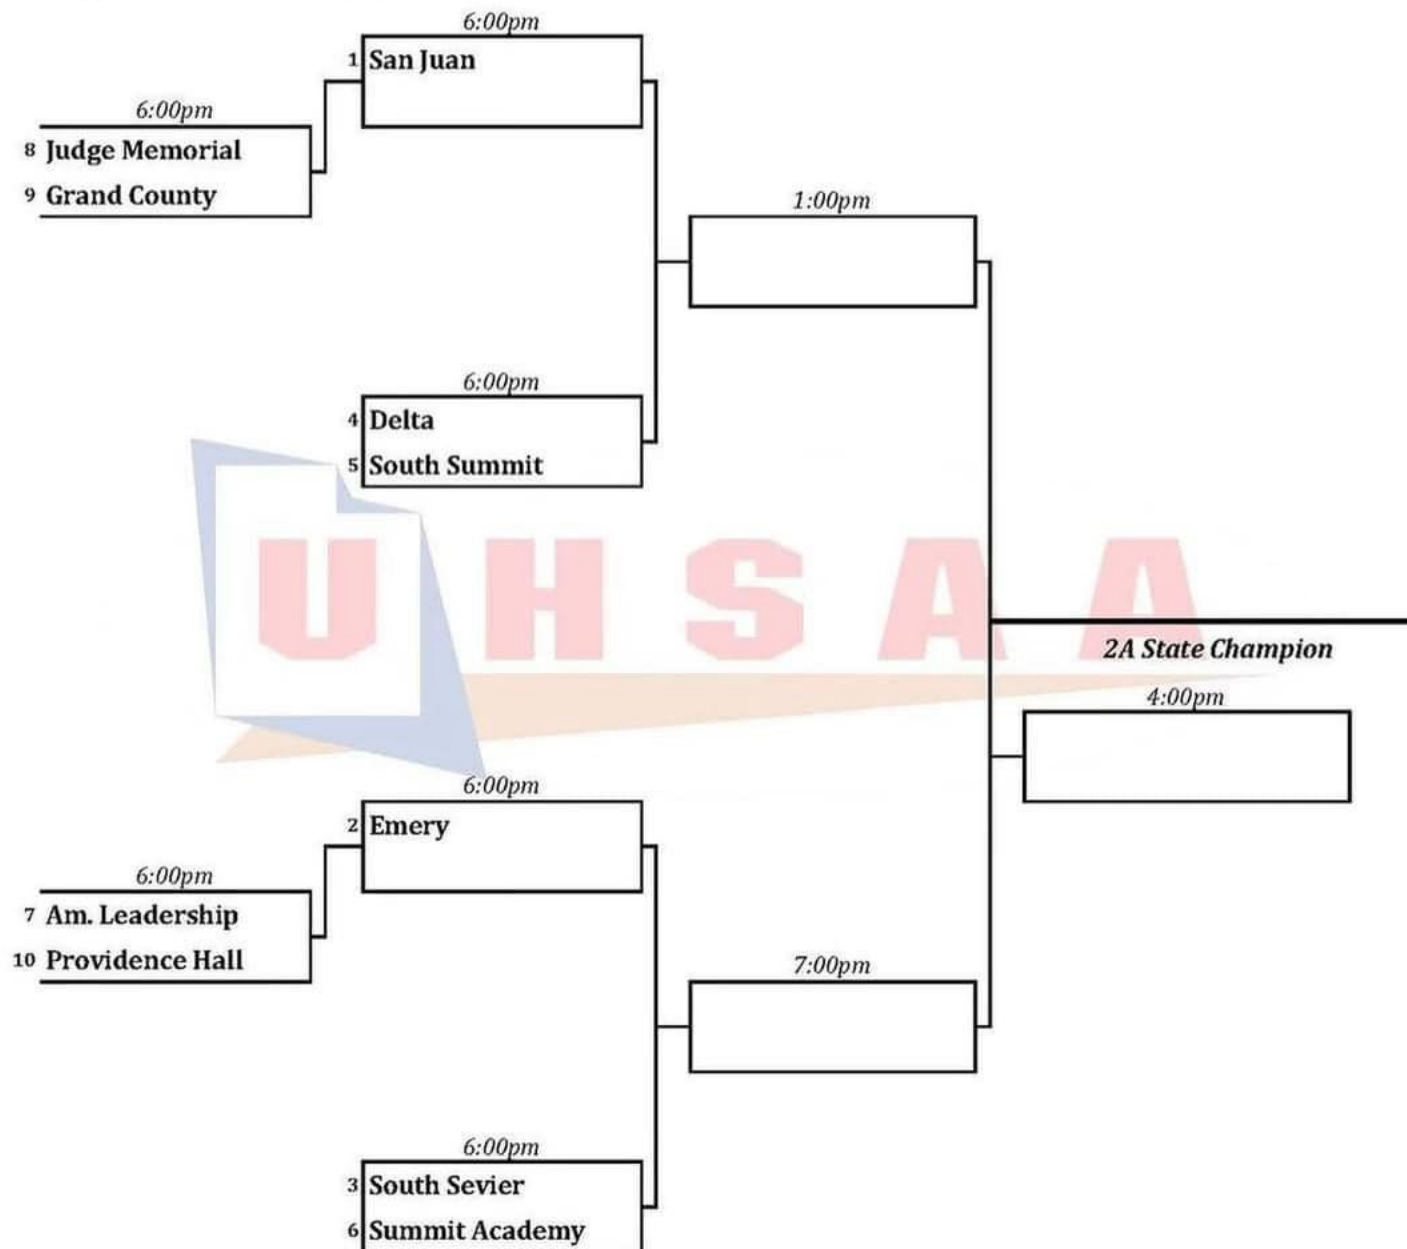 6:00pm
1 San Juan
6:00pm
8 Judge Memorial
9 Grand County
1:00pm
6:00pm
4 Delta
5 South Summit
UHSAA
2A State Champion
4:00pm
6:00pm
2 Emery
6:00pm
7 Am. Leadership
10 Providence Hall
7:00pm
6:00pm
3 South Sevier
6 Summit Academy